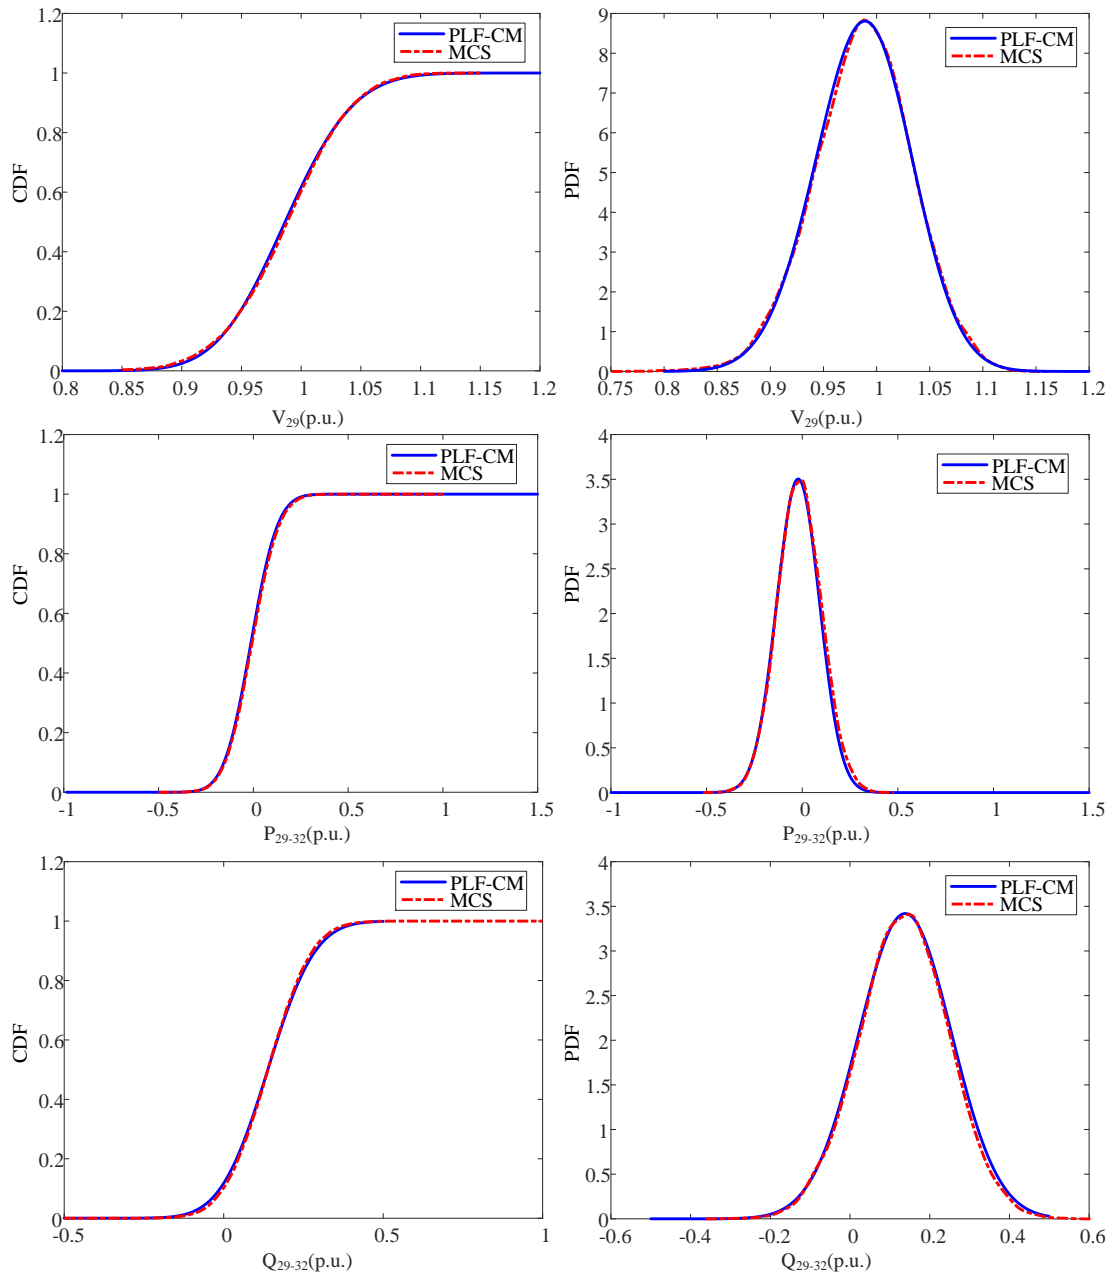 1.2
1
0.8
0.6
0.4
0.2
0
CDF
PLF-CM
MCS
0.8 0.85 0.9 0.95 1 1.05 1.1 1.15 1.2
V29(p.u.)
9
8
7
6
5
4
3
2
1
0
PDF
PLF-CM
MCS
0.75 0.8 0.85 0.9 0.95 1 1.05 1.1 1.15 1.2
V29(p.u.)
1.2
1
0.8
0.6
0.4
0.2
0
CDF
PLF-CM
MCS
-1 -0.5 0 0.5 1 1.5
P29-32(p.u.)
4
3.5
3
2.5
2
1.5
1
0.5
0
PDF
PLF-CM
MCS
-1 -0.5 0 0.5 1 1.5
P29-32(p.u.)
1.2
1
0.8
0.6
0.4
0.2
0
CDF
PLF-CM
MCS
-0.5 0 0.5 1
Q29-32(p.u.)
4
3.5
3
2.5
2
1.5
1
0.5
0
PDF
PLF-CM
MCS
-0.6 -0.4 -0.2 0 0.2 0.4 0.6
Q29-32(p.u.)